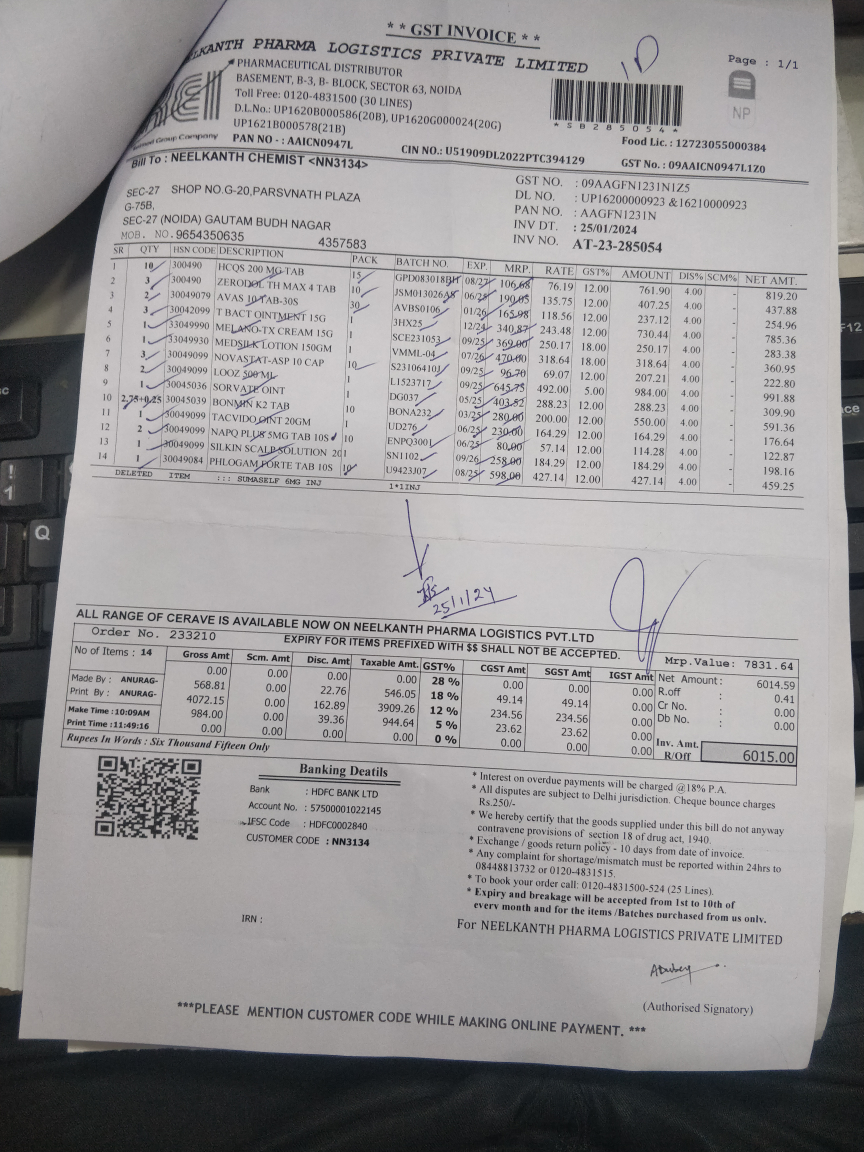 * * GST INVOICE * *
NEELKANTH PHARMA LOGISTICS PRIVATE LIMITED
Page : 1/1
PHARMACEUTICAL DISTRIBUTOR
BASEMENT, B-3, B- BLOCK, SECTOR 63, NOIDA
Toll Free: 0120-4831500 (30 LINES)
D.L.No.: UP1620B000586(20B), UP1620G000024(20G)
UP1621B000578(21B)
NP
* S B 2 8 5 0 5 4 *
Group Company
PAN NO - : AAICN0947L
CIN NO.: U51909DL2022PTC394129
Food Lic. : 12723055000384
GST No. : 09AAICN0947L1Z0
Bill To : NEELKANTH CHEMIST <NN3134>
SEC-27 SHOP NO.G-20,PARSVNATH PLAZA
G-75B,
SEC-27 (NOIDA) GAUTAM BUDH NAGAR
MOB. NO.9654350635 4357583
GST NO. : 09AAGFN1231N1Z5
DL NO. : UP16200000923 &16210000923
PAN NO. : AAGFN1231N
INV DT. : 25/01/2024
INV NO. AT-23-285054
SR QTY HSN CODE DESCRIPTION PACK BATCH NO. EXP. MRP. RATE GST% AMOUNT DIS% SCM% NET AMT.
1 10 300490 HCQS 200 MG TAB 15 GPD083018BH 08/27 106.68 76.19 12.00 761.90 4.00 - 819.20
2 3 300490 ZERODOL TH MAX 4 TAB 10 JSM013026AS 06/25 190.05 135.75 12.00 407.25 4.00 - 437.88
3 2 30049079 AVAS 10 TAB-30S 30 AVBS0106 01/26 165.98 118.56 12.00 237.12 4.00 - 254.96
4 3 30042099 T BACT OINTMENT 15G 1 3HX25 12/24 340.87 243.48 12.00 730.44 4.00 - 785.36
5 1 33049990 MELANO-TX CREAM 15G 1 SCE231053 09/25 369.00 250.17 18.00 250.17 4.00 - 283.38
6 1 33049930 MEDSILK LOTION 150GM 1 VMML-04 07/26 470.00 318.64 18.00 318.64 4.00 - 360.95
7 3 30049099 NOVASTAT-ASP 10 CAP 10 S23106410J 09/25 96.70 69.07 12.00 207.21 4.00 - 222.80
8 2 30049099 LOOZ 500 ML 1 L1523717 09/25 645.75 492.00 5.00 984.00 4.00 - 991.88
9 1 30045036 SORVATE OINT 1 DG037 05/25 403.52 288.23 12.00 288.23 4.00 - 309.90
10 2.75+0.25 30045039 BONMIN K2 TAB 10 BONA232 03/25 280.00 200.00 12.00 550.00 4.00 - 591.36
11 1 30049099 TACVIDO OINT 20GM 1 UD276 06/25 230.00 164.29 12.00 164.29 4.00 - 176.64
12 2 30049099 NAPQ PLUS 5MG TAB 10S 10 ENPQ3001 06/25 80.00 57.14 12.00 114.28 4.00 - 122.87
13 1 30049099 SILKIN SCALP SOLUTION 20 1 SN1102 09/26 258.00 184.29 12.00 184.29 4.00 - 198.16
14 1 30049084 PHLOGAM FORTE TAB 10S 10 U9423J07 08/25 598.00 427.14 12.00 427.14 4.00 - 459.25
DELETED ITEM ::: SUMASELF 6MG INJ 1*1INJ
25/1/24
ALL RANGE OF CERAVE IS AVAILABLE NOW ON NEELKANTH PHARMA LOGISTICS PVT.LTD
Order No. 233210 EXPIRY FOR ITEMS PREFIXED WITH $$ SHALL NOT BE ACCEPTED. Mrp.Value: 7831.64
No of Items : 14 Gross Amt Scm. Amt Disc. Amt Taxable Amt. GST% CGST Amt SGST Amt IGST Amt
0.00 0.00 0.00 0.00 28 % 0.00 0.00 0.00
568.81 0.00 22.76 546.05 18 % 49.14 49.14 0.00
4072.15 0.00 162.89 3909.26 12 % 234.56 234.56 0.00
984.00 0.00 39.36 944.64 5 % 23.62 23.62 0.00
0.00 0.00 0.00 0.00 0 % 0.00 0.00 0.00
Made By : ANURAG-
Print By : ANURAG-
Make Time :10:09AM
Print Time :11:49:16
Net Amount : 6014.59
R.off : 0.41
Cr No. : 0.00
Db No. : 0.00
Inv. Amt.
R/Off 6015.00
Rupees In Words : Six Thousand Fifteen Only
Banking Deatils
Bank : HDFC BANK LTD
Account No. : 57500001022145
IFSC Code : HDFC0002840
CUSTOMER CODE : NN3134
* Interest on overdue payments will be charged @18% P.A.
* All disputes are subject to Delhi jurisdiction. Cheque bounce charges
Rs.250/-
* We hereby certify that the goods supplied under this bill do not anyway
contravene provisions of section 18 of drug act, 1940.
* Exchange / goods return policy - 10 days from date of invoice.
* Any complaint for shortage/mismatch must be reported within 24hrs to
08448813732 or 0120-4831515.
* To book your order call: 0120-4831500-524 (25 Lines).
* Expiry and breakage will be accepted from 1st to 10th of
every month and for the items /Batches purchased from us only.
IRN :
For NEELKANTH PHARMA LOGISTICS PRIVATE LIMITED
(Authorised Signatory)
***PLEASE MENTION CUSTOMER CODE WHILE MAKING ONLINE PAYMENT. ***
Q
F12
!
1